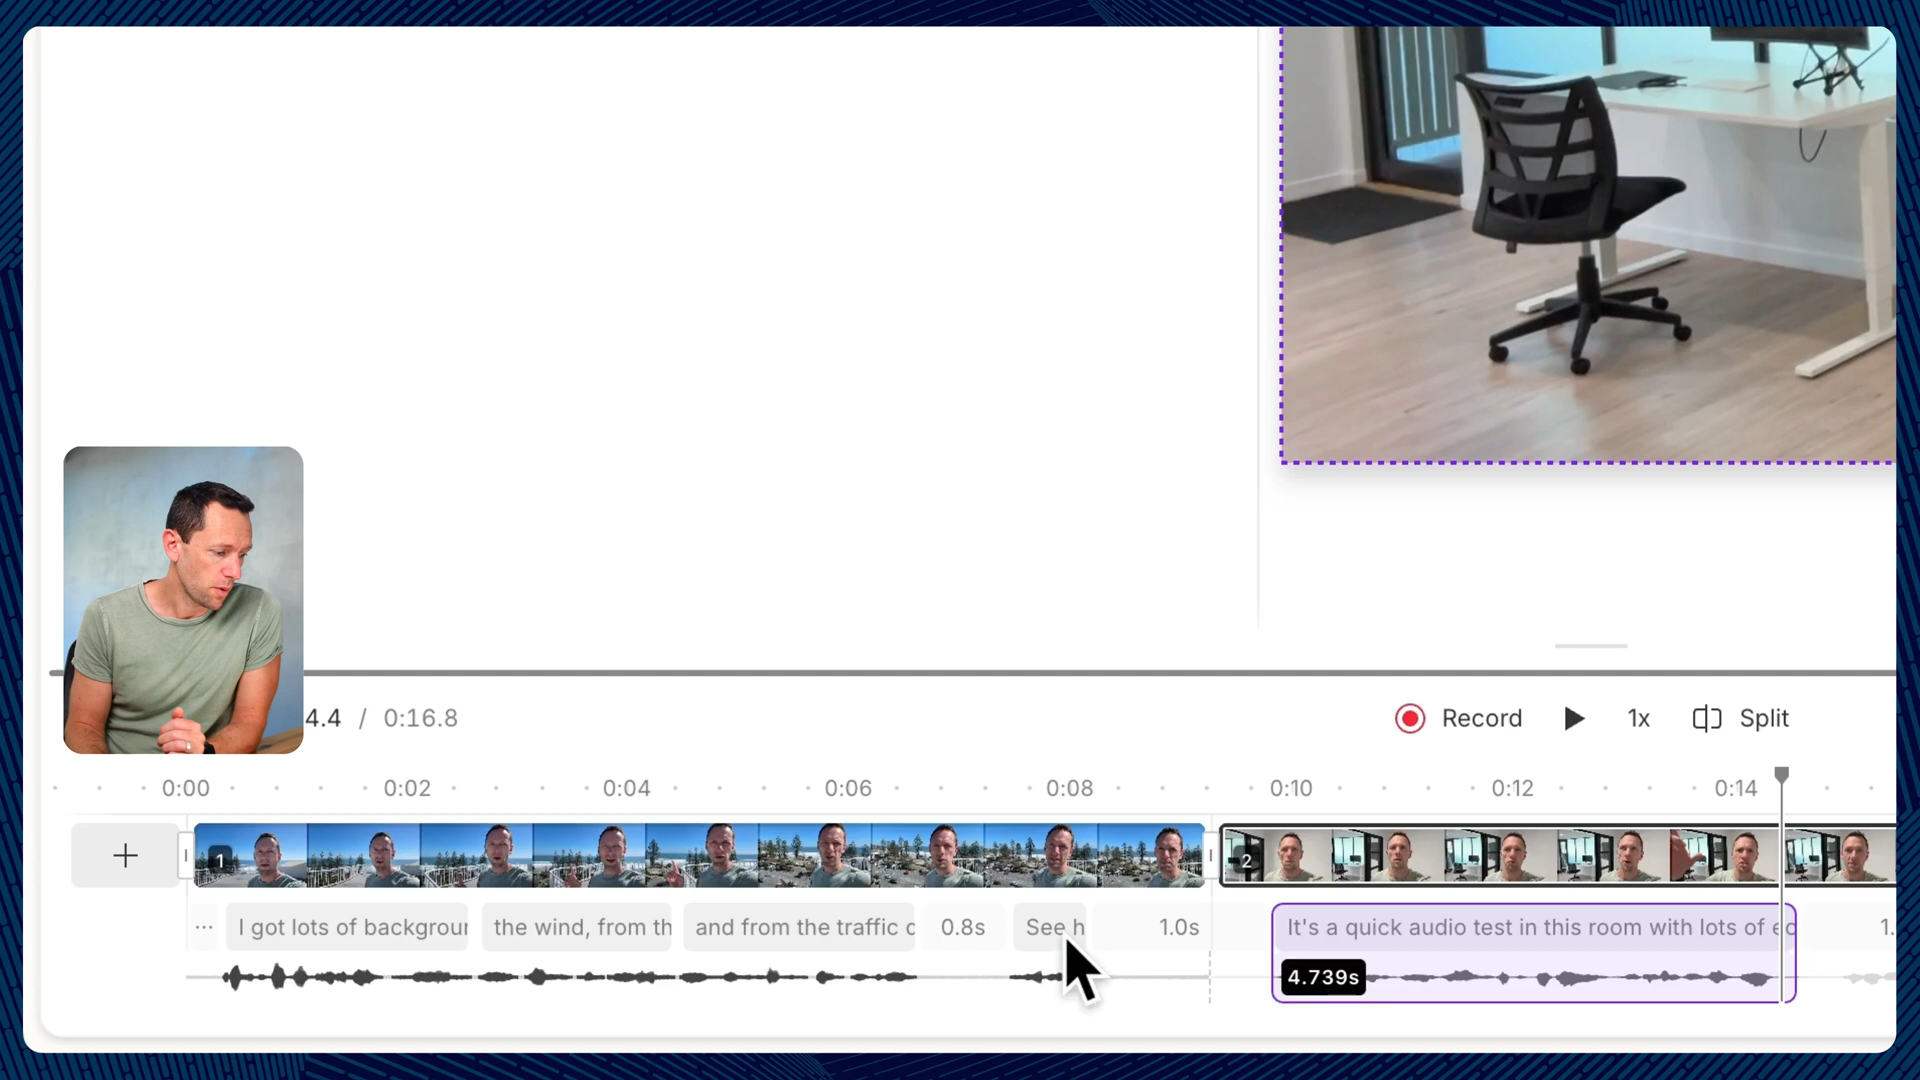 4.4 / 0:16.8
Record
1x
Split
0:00 0:02 0:04 0:06 0:08 0:10 0:12 0:14
1
2
... I got lots of backgrour the wind, from th and from the traffic c 0.8s See h 1.0s It's a quick audio test in this room with lots of ec 1.
4.739s